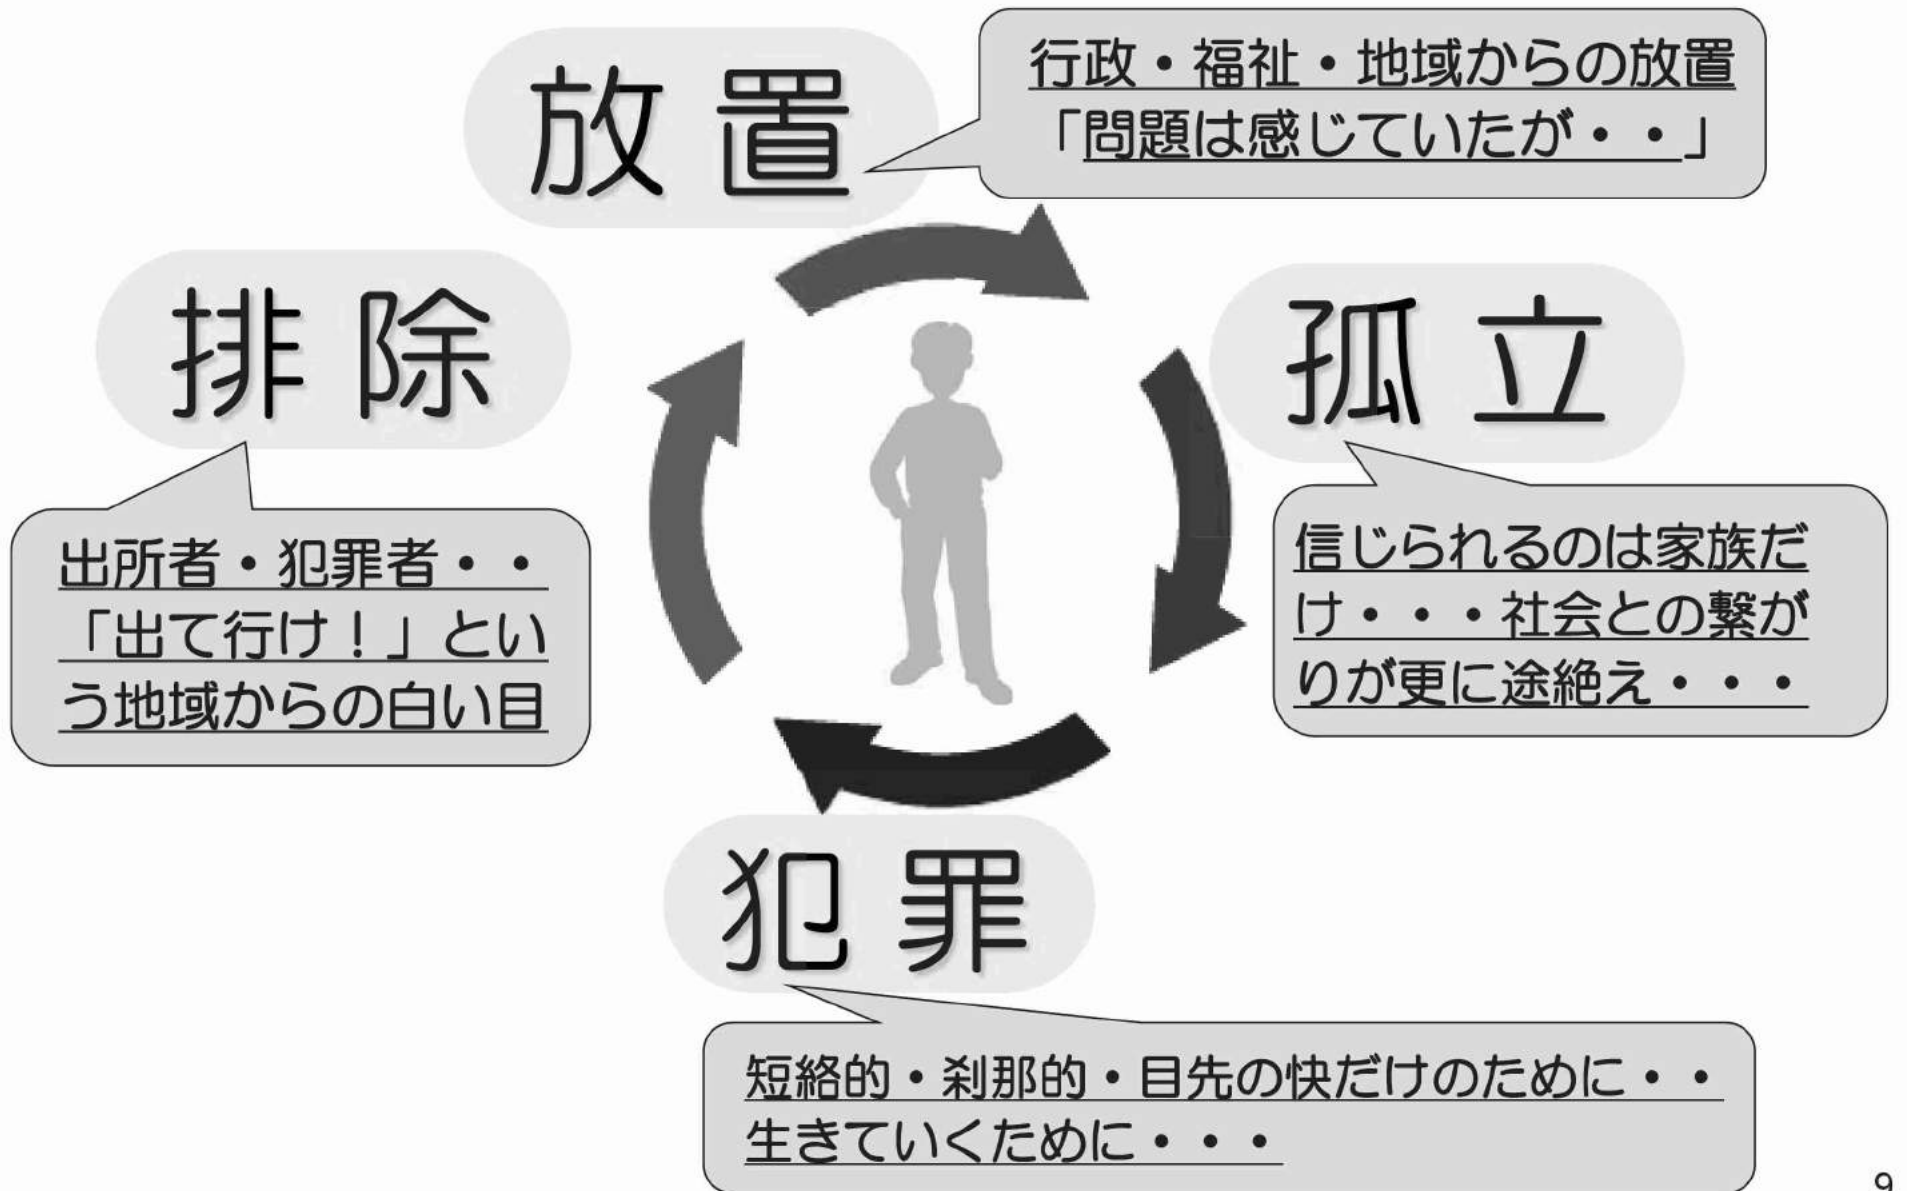 放置
行政・福祉・地域からの放置
「問題は感じていたが・・」
排除
孤立
出所者・犯罪者・・
「出て行け！」とい
う地域からの白い目
信じられるのは家族だ
け・・・社会との繋が
りが更に途絶え・・・
犯罪
短絡的・刹那的・目先の快だけのために・・
生きていくために・・・
9